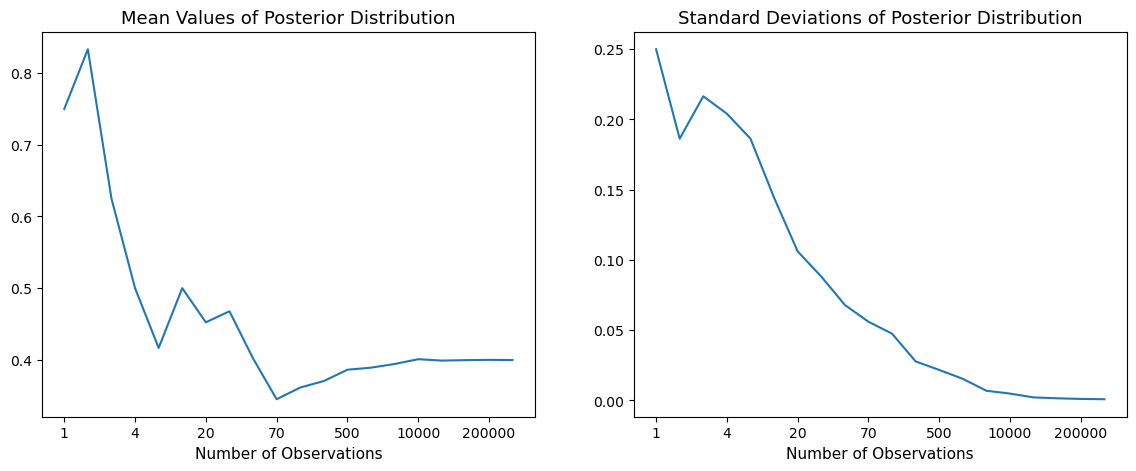 Mean Values of Posterior Distribution
0.8
0.7
0.6
0.5
0.4
1 4 20 70 500 10000 200000
Number of Observations
Standard Deviations of Posterior Distribution
0.25
0.20
0.15
0.10
0.05
0.00
1 4 20 70 500 10000 200000
Number of Observations